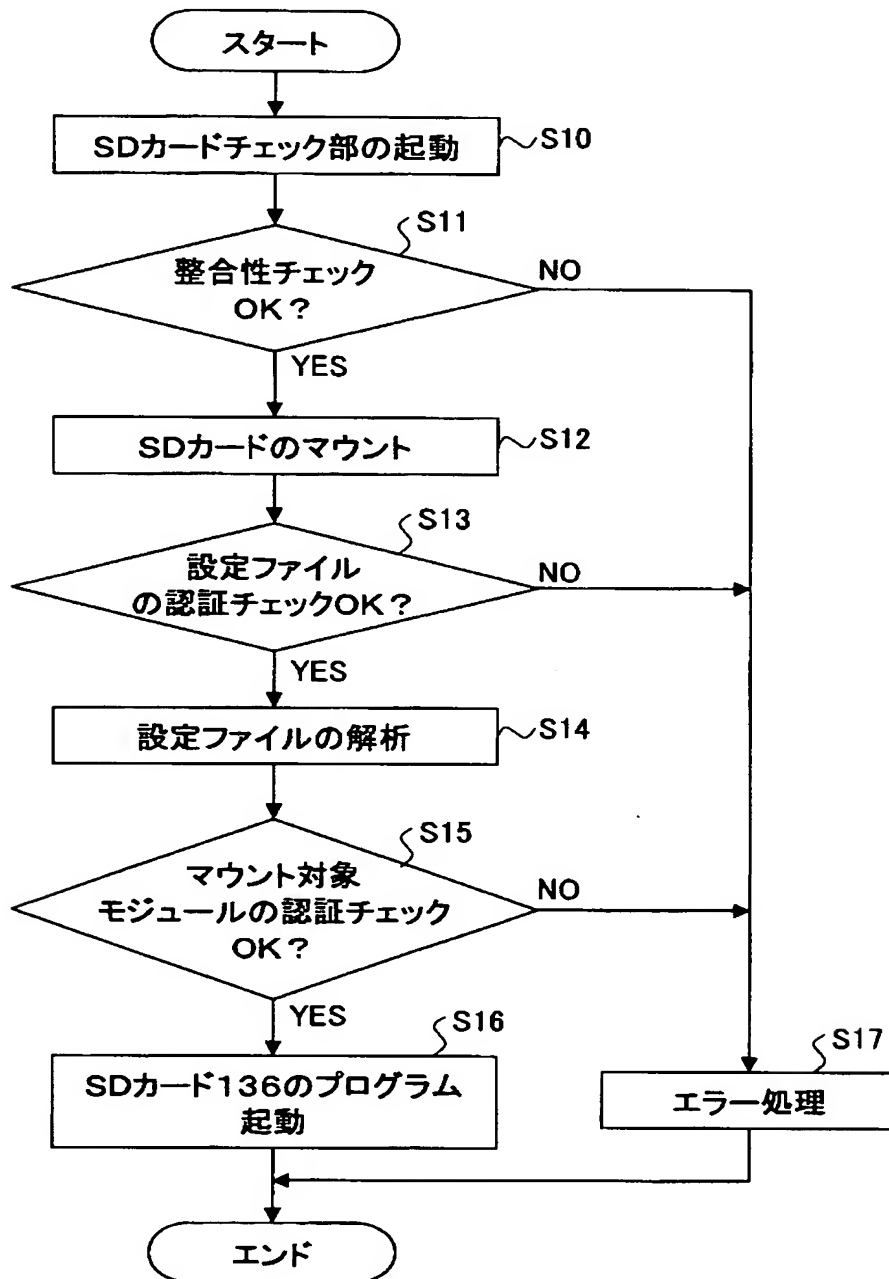 スタート
SDカードチェック部の起動
S10
S11
整合性チェック
OK?
NO
YES
SDカードのマウント
S12
S13
設定ファイル
の認証チェックOK?
NO
YES
設定ファイルの解析
S14
S15
マウント対象
モジュールの認証チェック
OK?
NO
YES
S16
SDカード136のプログラム
起動
S17
エラー処理
エンド